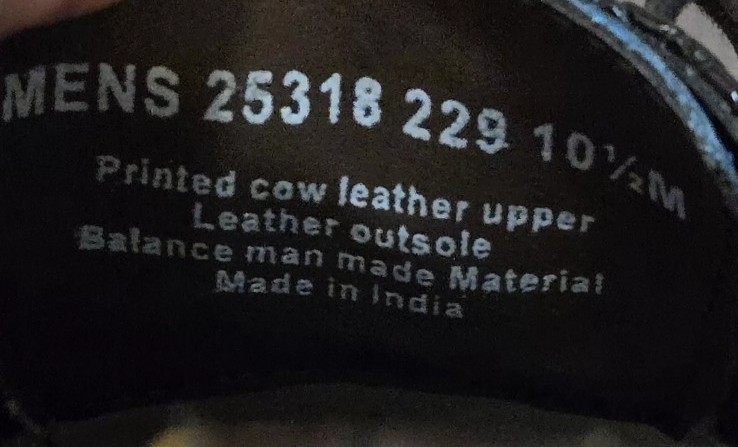 MENS 25318 229 10½M
Printed cow leather upper
Leather outsole
Balance man made Material
Made in India